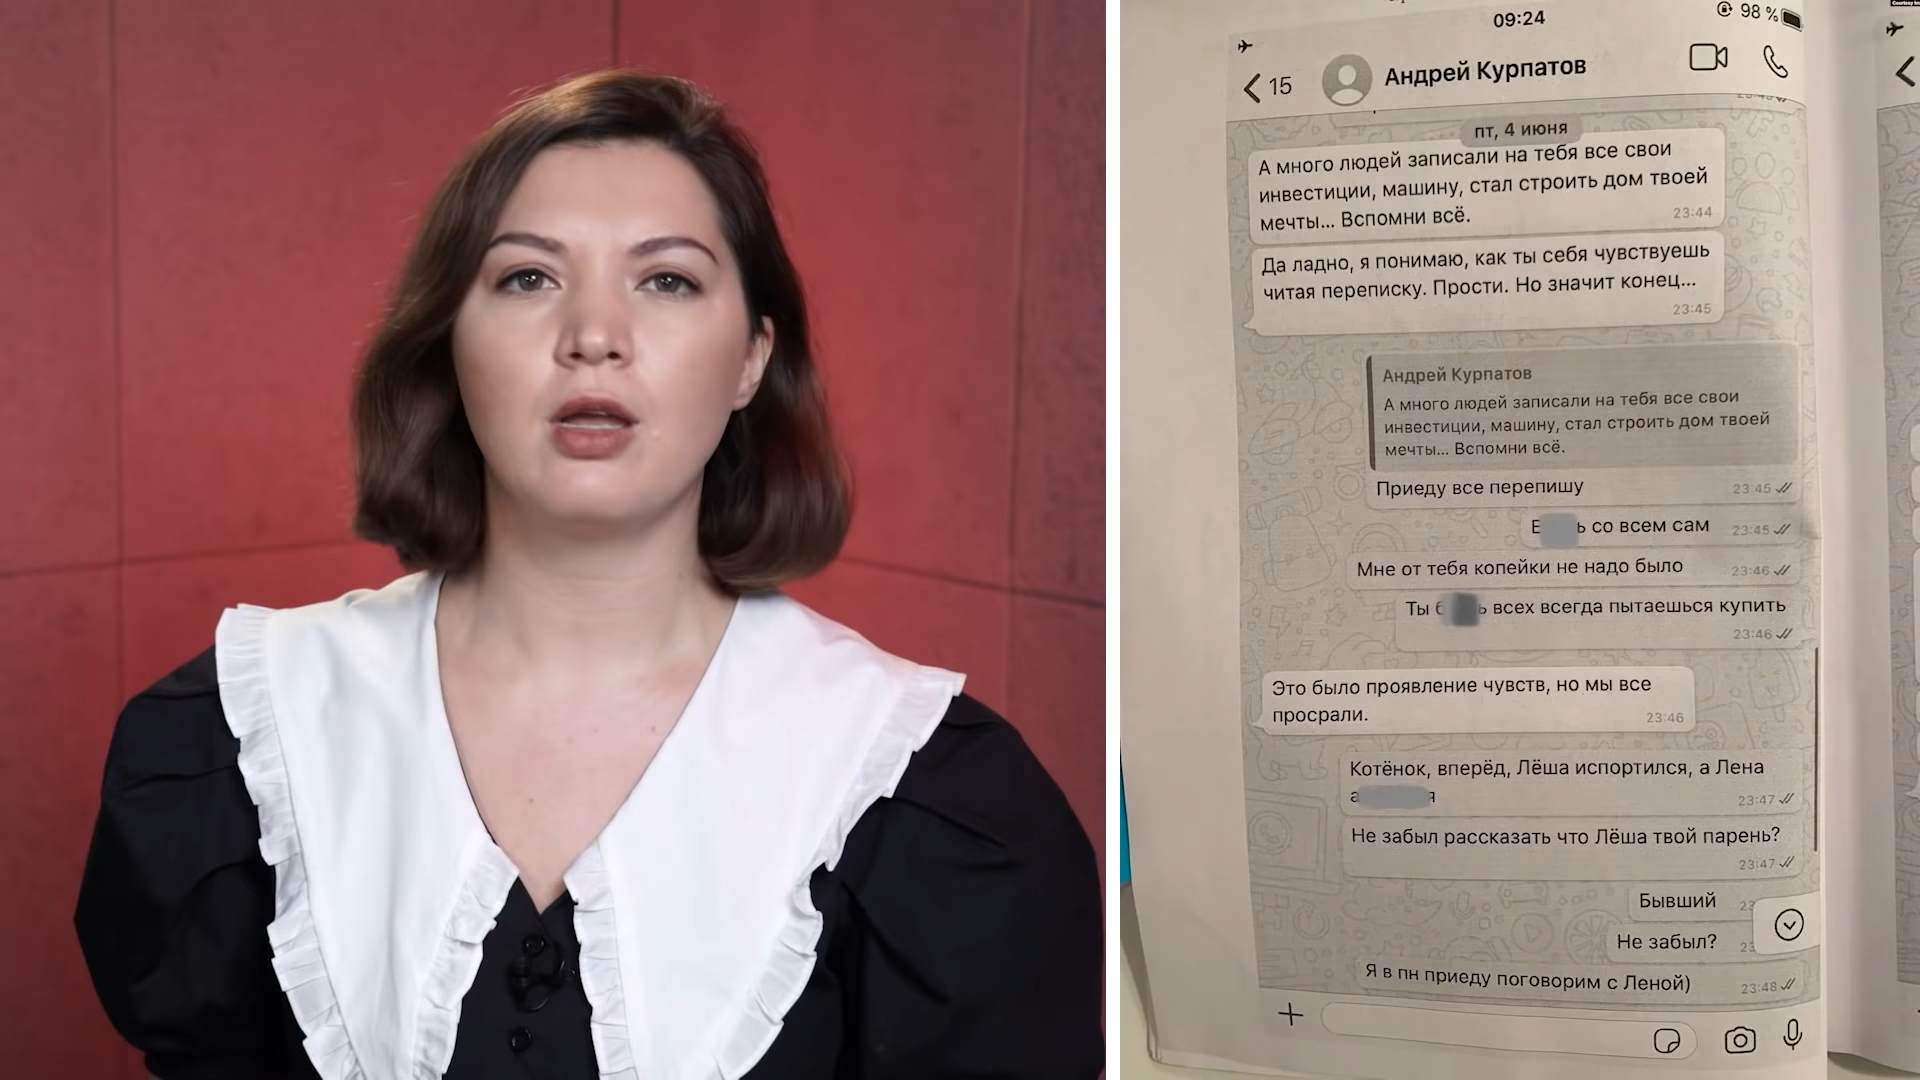 09:24
98 %
15
Андрей Курпатов
пт, 4 июня
А много людей записали на тебя все свои
инвестиции, машину, стал строить дом твоей
мечты... Вспомни всё.
23:44
Да ладно, я понимаю, как ты себя чувствуешь
читая переписку. Прости. Но значит конец...
23:45
Андрей Курпатов
А много людей записали на тебя все свои
инвестиции, машину, стал строить дом твоей
мечты... Вспомни всё.
Приеду все перепишу
23:45
Е ь со всем сам
23:45
Мне от тебя копейки не надо было
23:46
Ты б ь всех всегда пытаешься купить
23:46
Это было проявление чувств, но мы все
просрали.
23:46
Котёнок, вперёд, Лёша испортился, а Лена
а я
23:47
Не забыл рассказать что Лёша твой парень?
23:47
Бывший
Не забыл?
Я в пн приеду поговорим с Леной)
23:48